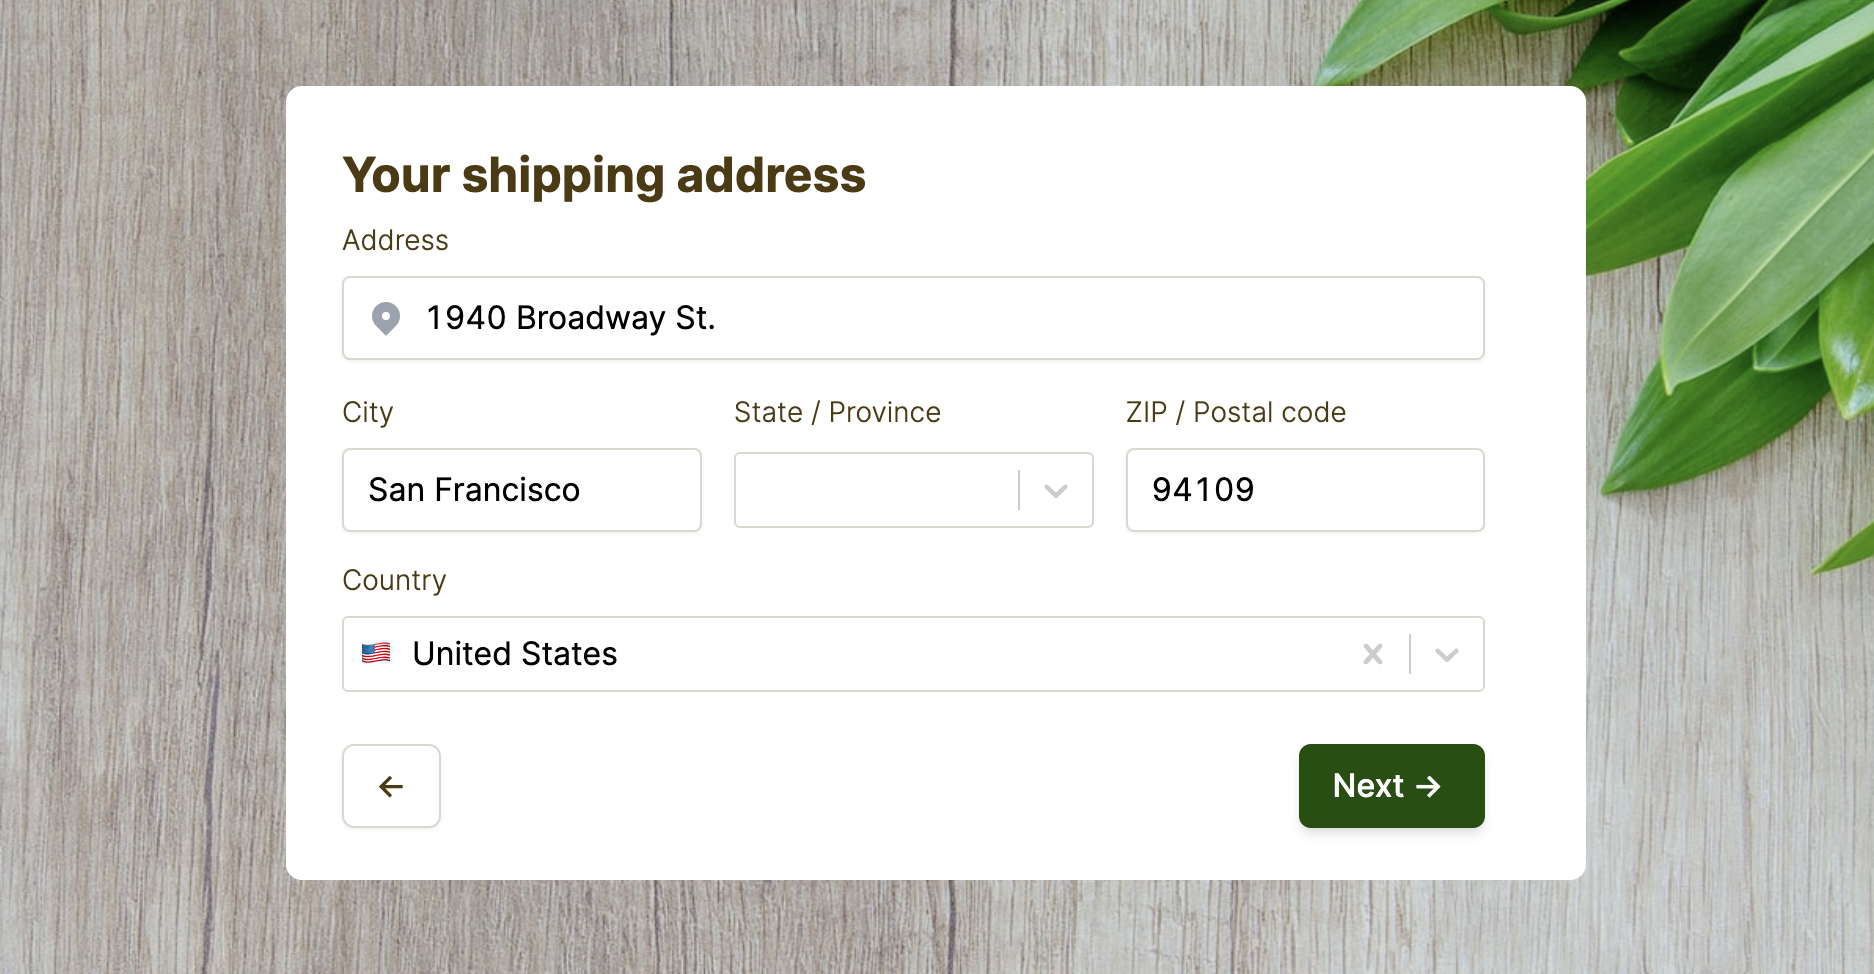 Your shipping address
Address
1940 Broadway St.
City
State / Province
ZIP / Postal code
San Francisco
94109
Country
United States
Next →